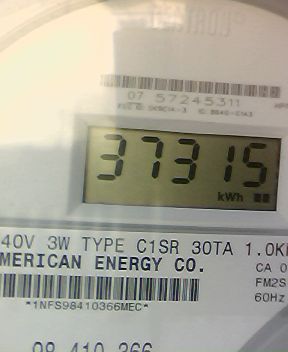 07 57245311
37315
kWh
40V 3W TYPE C1SR 30TA 1.0K
MERICAN ENERGY CO.
CA 0
FM2S
60Hz
*1NFS98410366MEC*
98 410 366